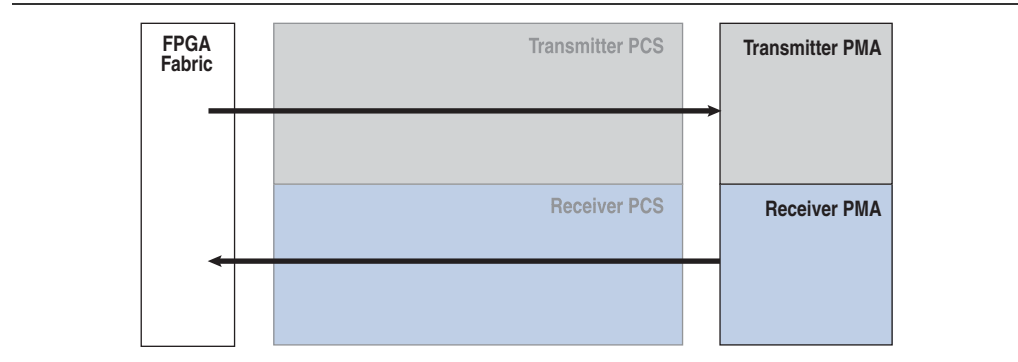 FPGA
Fabric
Transmitter PCS
Transmitter PMA
Receiver PCS
Receiver PMA